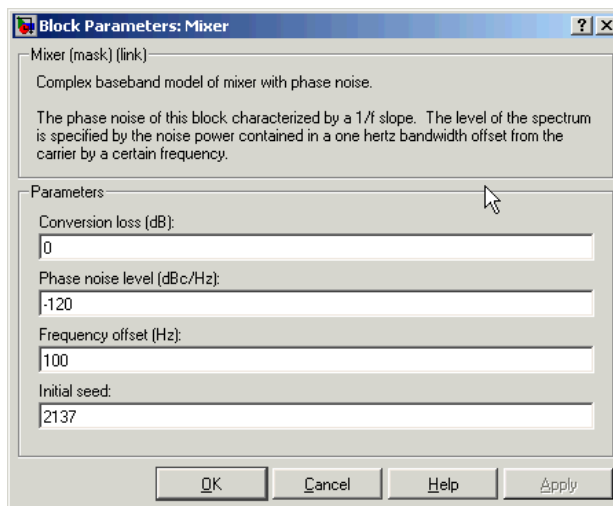 Block Parameters: Mixer
Mixer (mask) (link)
Complex baseband model of mixer with phase noise.
The phase noise of this block characterized by a 1/f slope. The level of the spectrum
is specified by the noise power contained in a one hertz bandwidth offset from the
carrier by a certain frequency.
Parameters
Conversion loss (dB):
0
Phase noise level (dBc/Hz):
-120
Frequency offset (Hz):
100
Initial seed:
2137
OK Cancel Help Apply